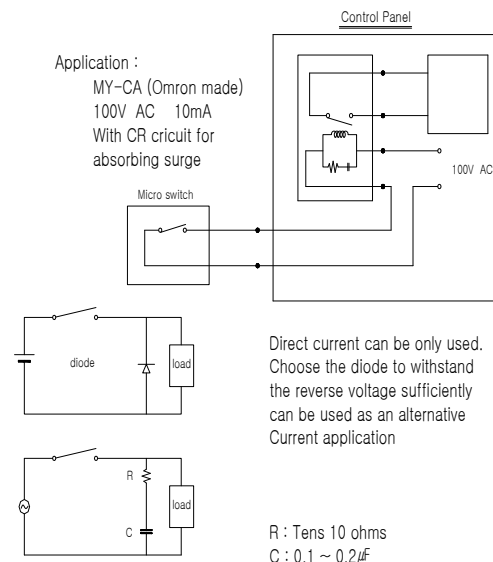 Control Panel
Application :
MY-CA (Omron made)
100V AC 10mA
With CR cricuit for
absorbing surge
100V AC
Micro switch
diode
load
Direct current can be only used.
Choose the diode to withstand
the reverse voltage sufficiently
can be used as an alternative
Current application
R
C
load
R : Tens 10 ohms
C : 0.1 ~ 0.2㎌